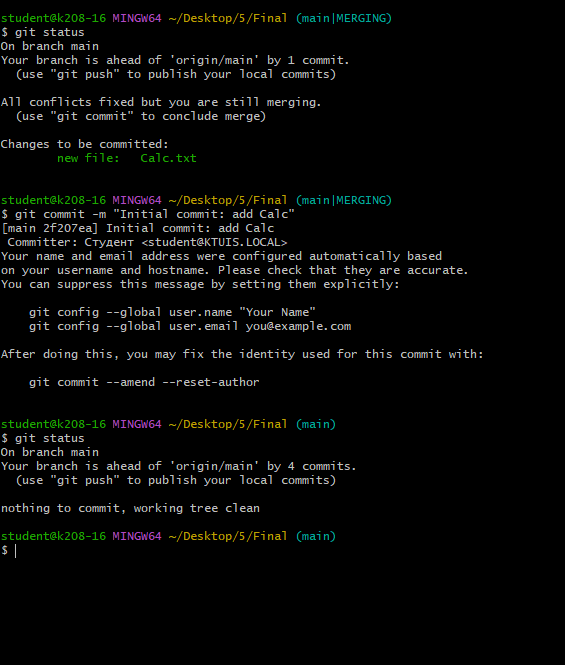 student@k208-16 MINGW64 ~/Desktop/5/Final (main|MERGING)
$ git status
On branch main
Your branch is ahead of 'origin/main' by 1 commit.
  (use "git push" to publish your local commits)

All conflicts fixed but you are still merging.
  (use "git commit" to conclude merge)

Changes to be committed:
        new file:   Calc.txt

student@k208-16 MINGW64 ~/Desktop/5/Final (main|MERGING)
$ git commit -m "Initial commit: add Calc"
[main 2f207ea] Initial commit: add Calc
 Committer: Студент <student@KTUIS.LOCAL>
Your name and email address were configured automatically based
on your username and hostname. Please check that they are accurate.
You can suppress this message by setting them explicitly:

    git config --global user.name "Your Name"
    git config --global user.email you@example.com

After doing this, you may fix the identity used for this commit with:

    git commit --amend --reset-author

student@k208-16 MINGW64 ~/Desktop/5/Final (main)
$ git status
On branch main
Your branch is ahead of 'origin/main' by 4 commits.
  (use "git push" to publish your local commits)

nothing to commit, working tree clean

student@k208-16 MINGW64 ~/Desktop/5/Final (main)
$